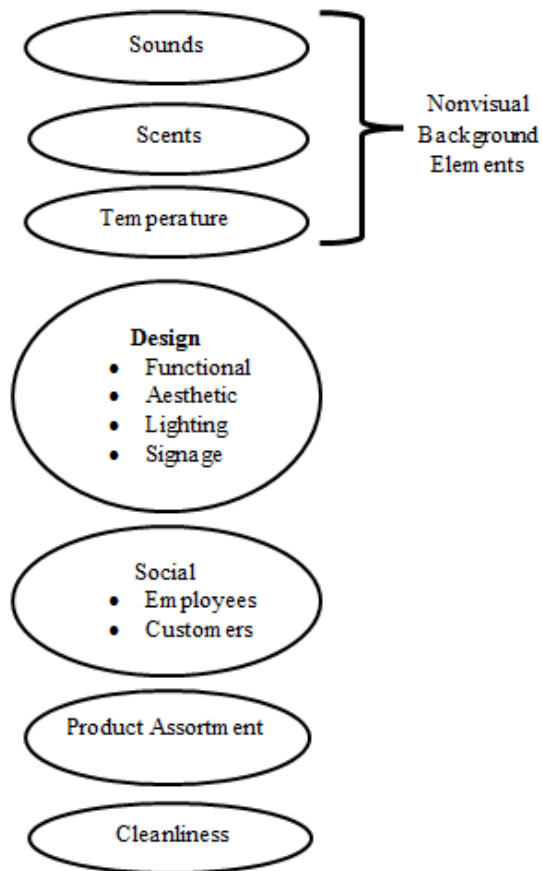 Sounds
Nonvisual
Background
Elements
Scents
Temperature
Design
• Functional
• Aesthetic
• Lighting
• Signage
Social
• Employees
• Customers
Product Assortment
Cleanliness